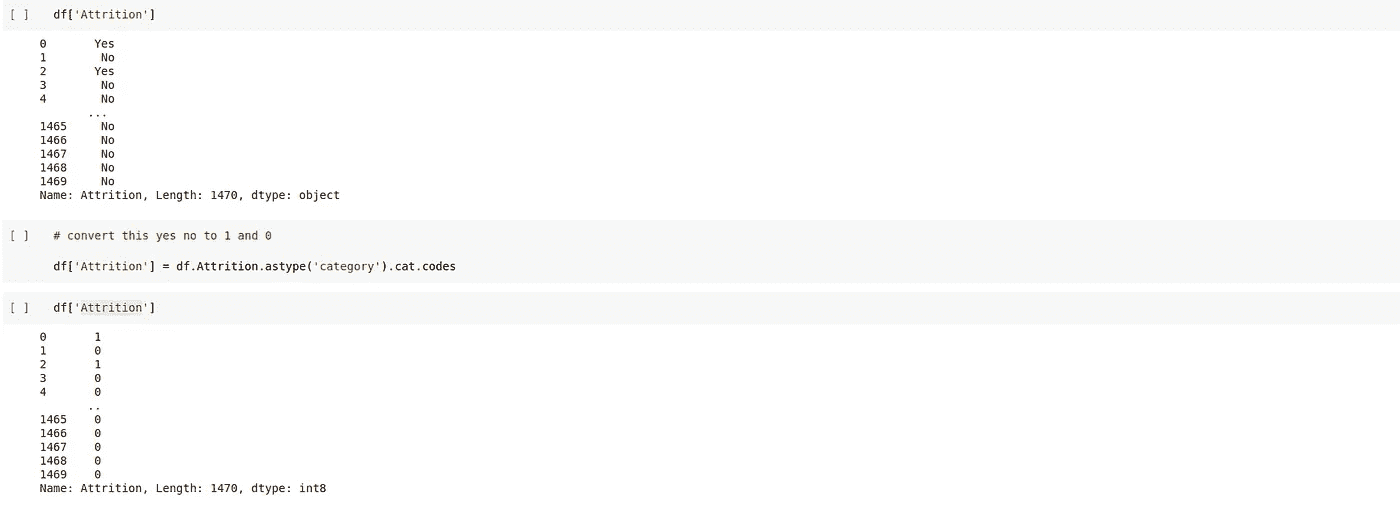 [ ] df['Attrition']
0 Yes
1 No
2 Yes
3 No
4 No
...
1465 No
1466 No
1467 No
1468 No
1469 No
Name: Attrition, Length: 1470, dtype: object
[ ] # convert this yes no to 1 and 0
df['Attrition'] = df.Attrition.astype('category').cat.codes
[ ] df['Attrition']
0 1
1 0
2 1
3 0
4 0
..
1465 0
1466 0
1467 0
1468 0
1469 0
Name: Attrition, Length: 1470, dtype: int8